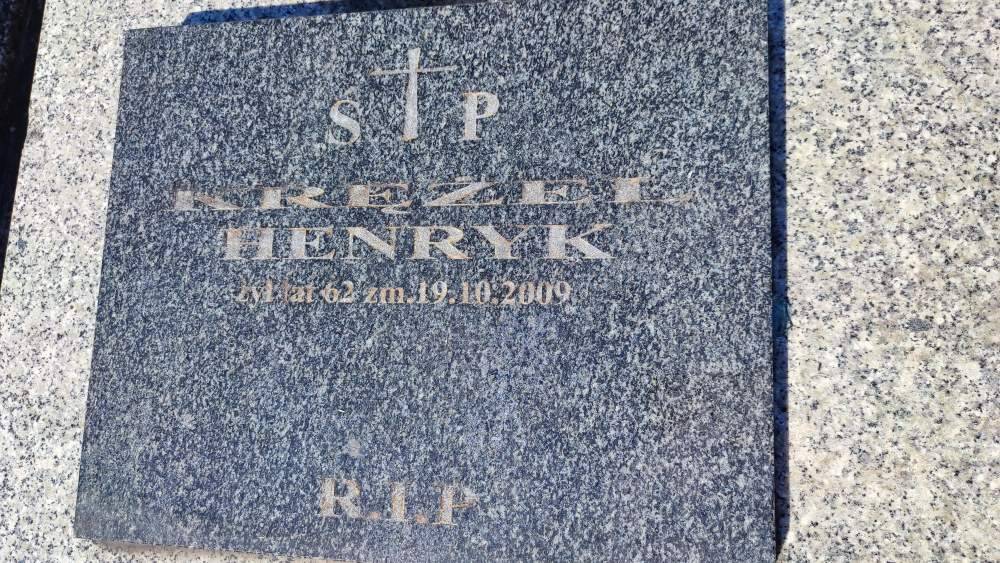 Ś P
KRĘŻEL
HENRYK
żył lat 62 zm.19.10.2009
R.I.P